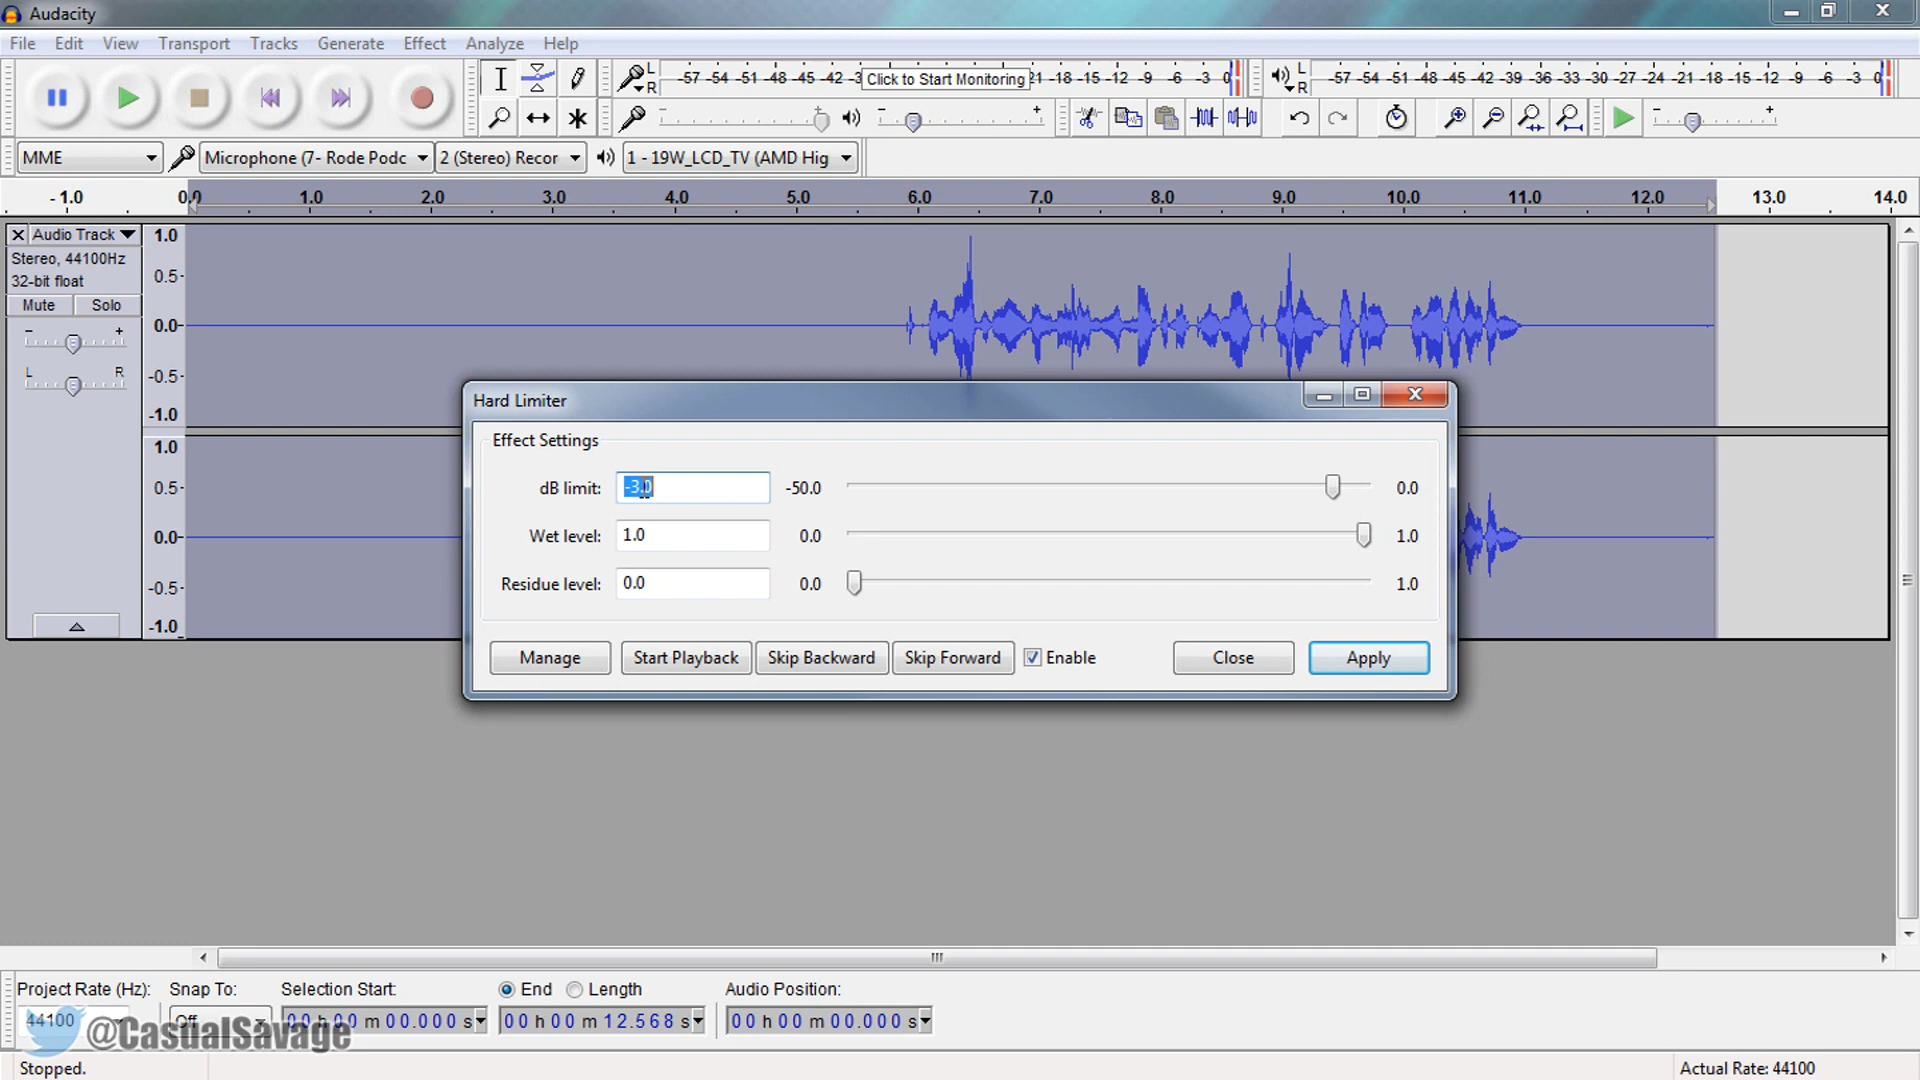 Audacity
File Edit View Transport Tracks Generate Effect Analyze Help
L R -57 -54 -51 -48 -45 -42 -3 Click to Start Monitoring 21 -18 -15 -12 -9 -6 -3 0
L R -57 -54 -51 -48 -45 -42 -39 -36 -33 -30 -27 -24 -21 -18 -15 -12 -9 -6 -3 0
- + - +
- +
MME Microphone (7- Rode Podc 2 (Stereo) Recor 1 - 19W_LCD_TV (AMD Hig
- 1.0 0.0 1.0 2.0 3.0 4.0 5.0 6.0 7.0 8.0 9.0 10.0 11.0 12.0 13.0 14.0
X Audio Track 1.0
Stereo, 44100Hz
32-bit float
0.5-
Mute Solo
0.0-
- +
L R
-0.5-
-1.0
1.0
0.5-
0.0-
-0.5-
-1.0
Hard Limiter
Effect Settings
dB limit: -3.0 -50.0 0.0
Wet level: 1.0 0.0 1.0
Residue level: 0.0 0.0 1.0
Manage Start Playback Skip Backward Skip Forward Enable Close Apply
Project Rate (Hz): Snap To: Selection Start: End Length Audio Position:
44100 Off 00 h 00 m 00.000 s 00 h 00 m 12.568 s 00 h 00 m 00.000 s
@CasualSavage
Stopped. Actual Rate: 44100